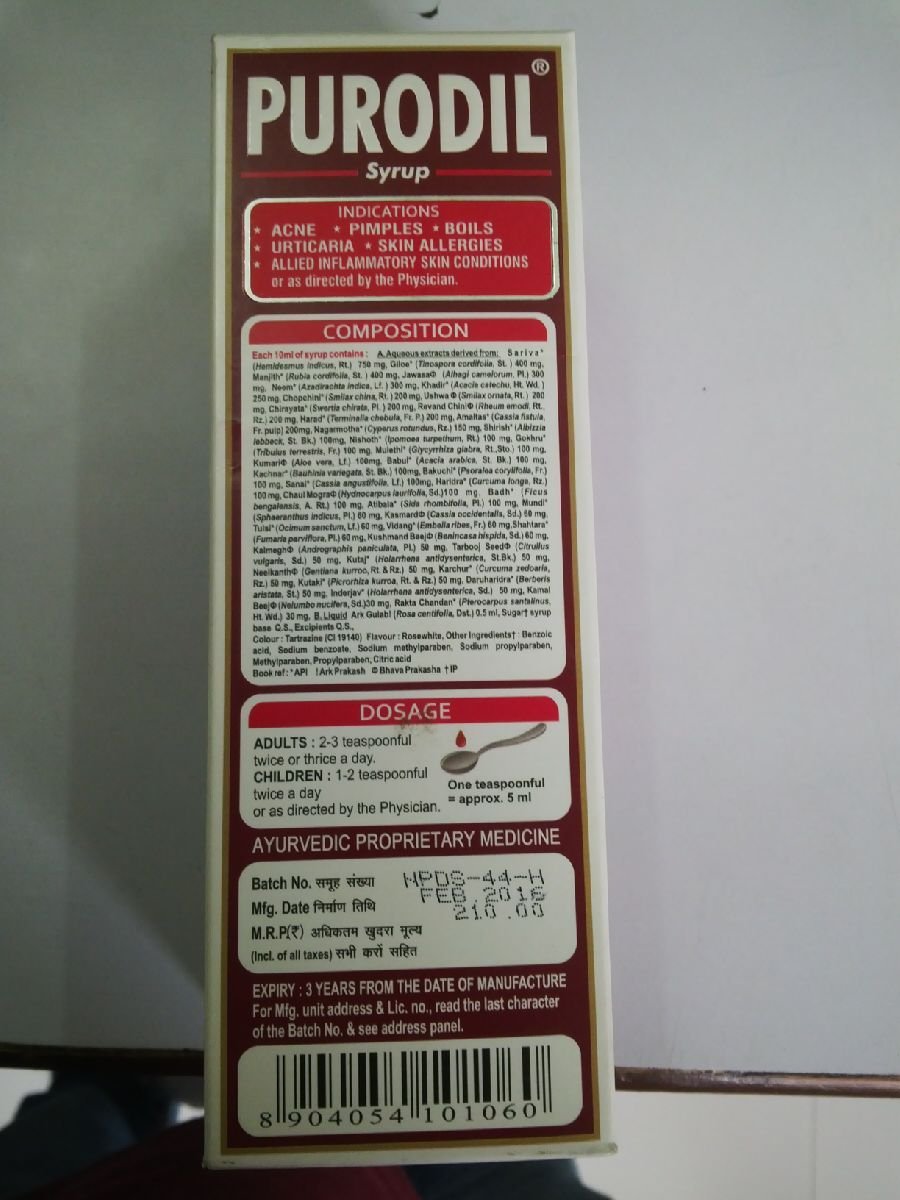 PURODIL®
Syrup
INDICATIONS
★ ACNE ★ PIMPLES ★ BOILS
★ URTICARIA ★ SKIN ALLERGIES
★ ALLIED INFLAMMATORY SKIN CONDITIONS
or as directed by the Physician.
COMPOSITION
Each 10ml of syrup contains : A. Aqueous extracts derived from: Sariva*
(Hemidesmus indicus, Rt.) 750 mg, Giloe* (Tinospora cordifolia, St. ) 400 mg,
Manjith* (Rubia cordifolia, St. ) 400 mg, JawasaΦ (Alhagi camelorum, Pl.) 300
mg, Neem* (Azadirachta indica, Lf. ) 300 mg, Khadir* (Acacia catechu, Ht. Wd. )
250 mg, Chopchini* (Smilax china, Rt. ) 200 mg, Ushwa Φ (Smilax ornata, Rt. ) 200
mg, Chirayata* (Swertia chirata, Pl. ) 200 mg, Revand ChiniΦ (Rheum emodi, Rt.,
Rz.) 200 mg, Harad* (Terminalia chebula, Fr. P.) 200 mg, Amaltas* (Cassia fistula,
Fr. pulp) 200mg, Nagarmotha* (Cyperus rotundus, Rz.) 150 mg, Shirish* (Albizzia
lebbeck, St. Bk.) 100mg, Nishoth* (Ipomoea turpethum, Rt.) 100 mg, Gokhru*
(Tribulus terrestris, Fr.) 100 mg, Mulethi* (Glycyrrhiza glabra, Rt.,Sto.) 100 mg,
KumariΦ (Aloe vera, Lf.) 100mg, Babul* (Acacia arabica, St. Bk.) 100 mg,
Kachnar* (Bauhinia variegata, St. Bk.) 100mg, Bakuchi* (Psoralea corylifolia, Fr.)
100 mg, Sanai* (Cassia angustifolia, Lf.) 100mg, Haridra* (Curcuma longa, Rz.)
100 mg, Chaul MograΦ (Hydnocarpus laurifolia, Sd.)100 mg, Badh* (Ficus
bengalensis, A. Rt.) 100 mg, Atibala* (Sida rhombifolia, Pl.) 100 mg, Mundi*
(Sphaeranthus indicus, Pl.) 60 mg, KasmardΦ (Cassia occidentalis, Sd.) 60 mg,
Tulsi* (Ocimum sanctum, Lf.) 60 mg, Vidang* (Embelia ribes, Fr.) 60 mg, Shahtara*
(Fumaria parviflora, Pl.) 60 mg, Kushmand BeejΦ (Benincasa hispida, Sd.) 60 mg,
KalmeghΦ (Andrographis paniculata, Pl.) 50 mg, Tarbooj SeedΦ (Citrullus
vulgaris, Sd.) 50 mg, Kutaj* (Holarrhena antidysenterica, St.Bk.) 50 mg,
NeelkanthΦ (Gentiana kurroo, Rt. & Rz.) 50 mg, Karchur* (Curcuma zedoaria,
Rz.) 50 mg, Kutaki* (Picrorhiza kurroa, Rt. & Rz.) 50 mg, Daruharidra* (Berberis
aristata, St.) 50 mg, Inderjav* (Holarrhena antidysenterica, Sd.) 50 mg, Kamal
BeejΦ (Nelumbo nucifera, Sd.)30 mg, Rakta Chandan* (Pterocarpus santalinus,
Ht. Wd.) 30 mg, B. Liquid Ark Gulab! (Rosa centifolia, Dst.) 0.5 ml, Sugar† syrup
base Q.S., Excipients Q.S.,
Colour : Tartrazine (CI 19140) Flavour : Rosewhite, Other Ingredients† : Benzoic
acid, Sodium benzoate, Sodium methylparaben, Sodium propylparaben,
Methylparaben, Propylparaben, Citric acid
Book ref : *API !Ark Prakash Φ Bhava Prakasha †IP
DOSAGE
ADULTS : 2-3 teaspoonful
twice or thrice a day.
CHILDREN : 1-2 teaspoonful
twice a day
or as directed by the Physician.
One teaspoonful
= approx. 5 ml
AYURVEDIC PROPRIETARY MEDICINE
Batch No. समूह संख्या HPDS-44-H
Mfg. Date निर्माण तिथि FEB.2016
M.R.P(₹) अधिकतम खुदरा मूल्य 210.00
(Incl. of all taxes) सभी करों सहित
EXPIRY : 3 YEARS FROM THE DATE OF MANUFACTURE
For Mfg. unit address & Lic. no., read the last character
of the Batch No. & see address panel.
8 904054 101060